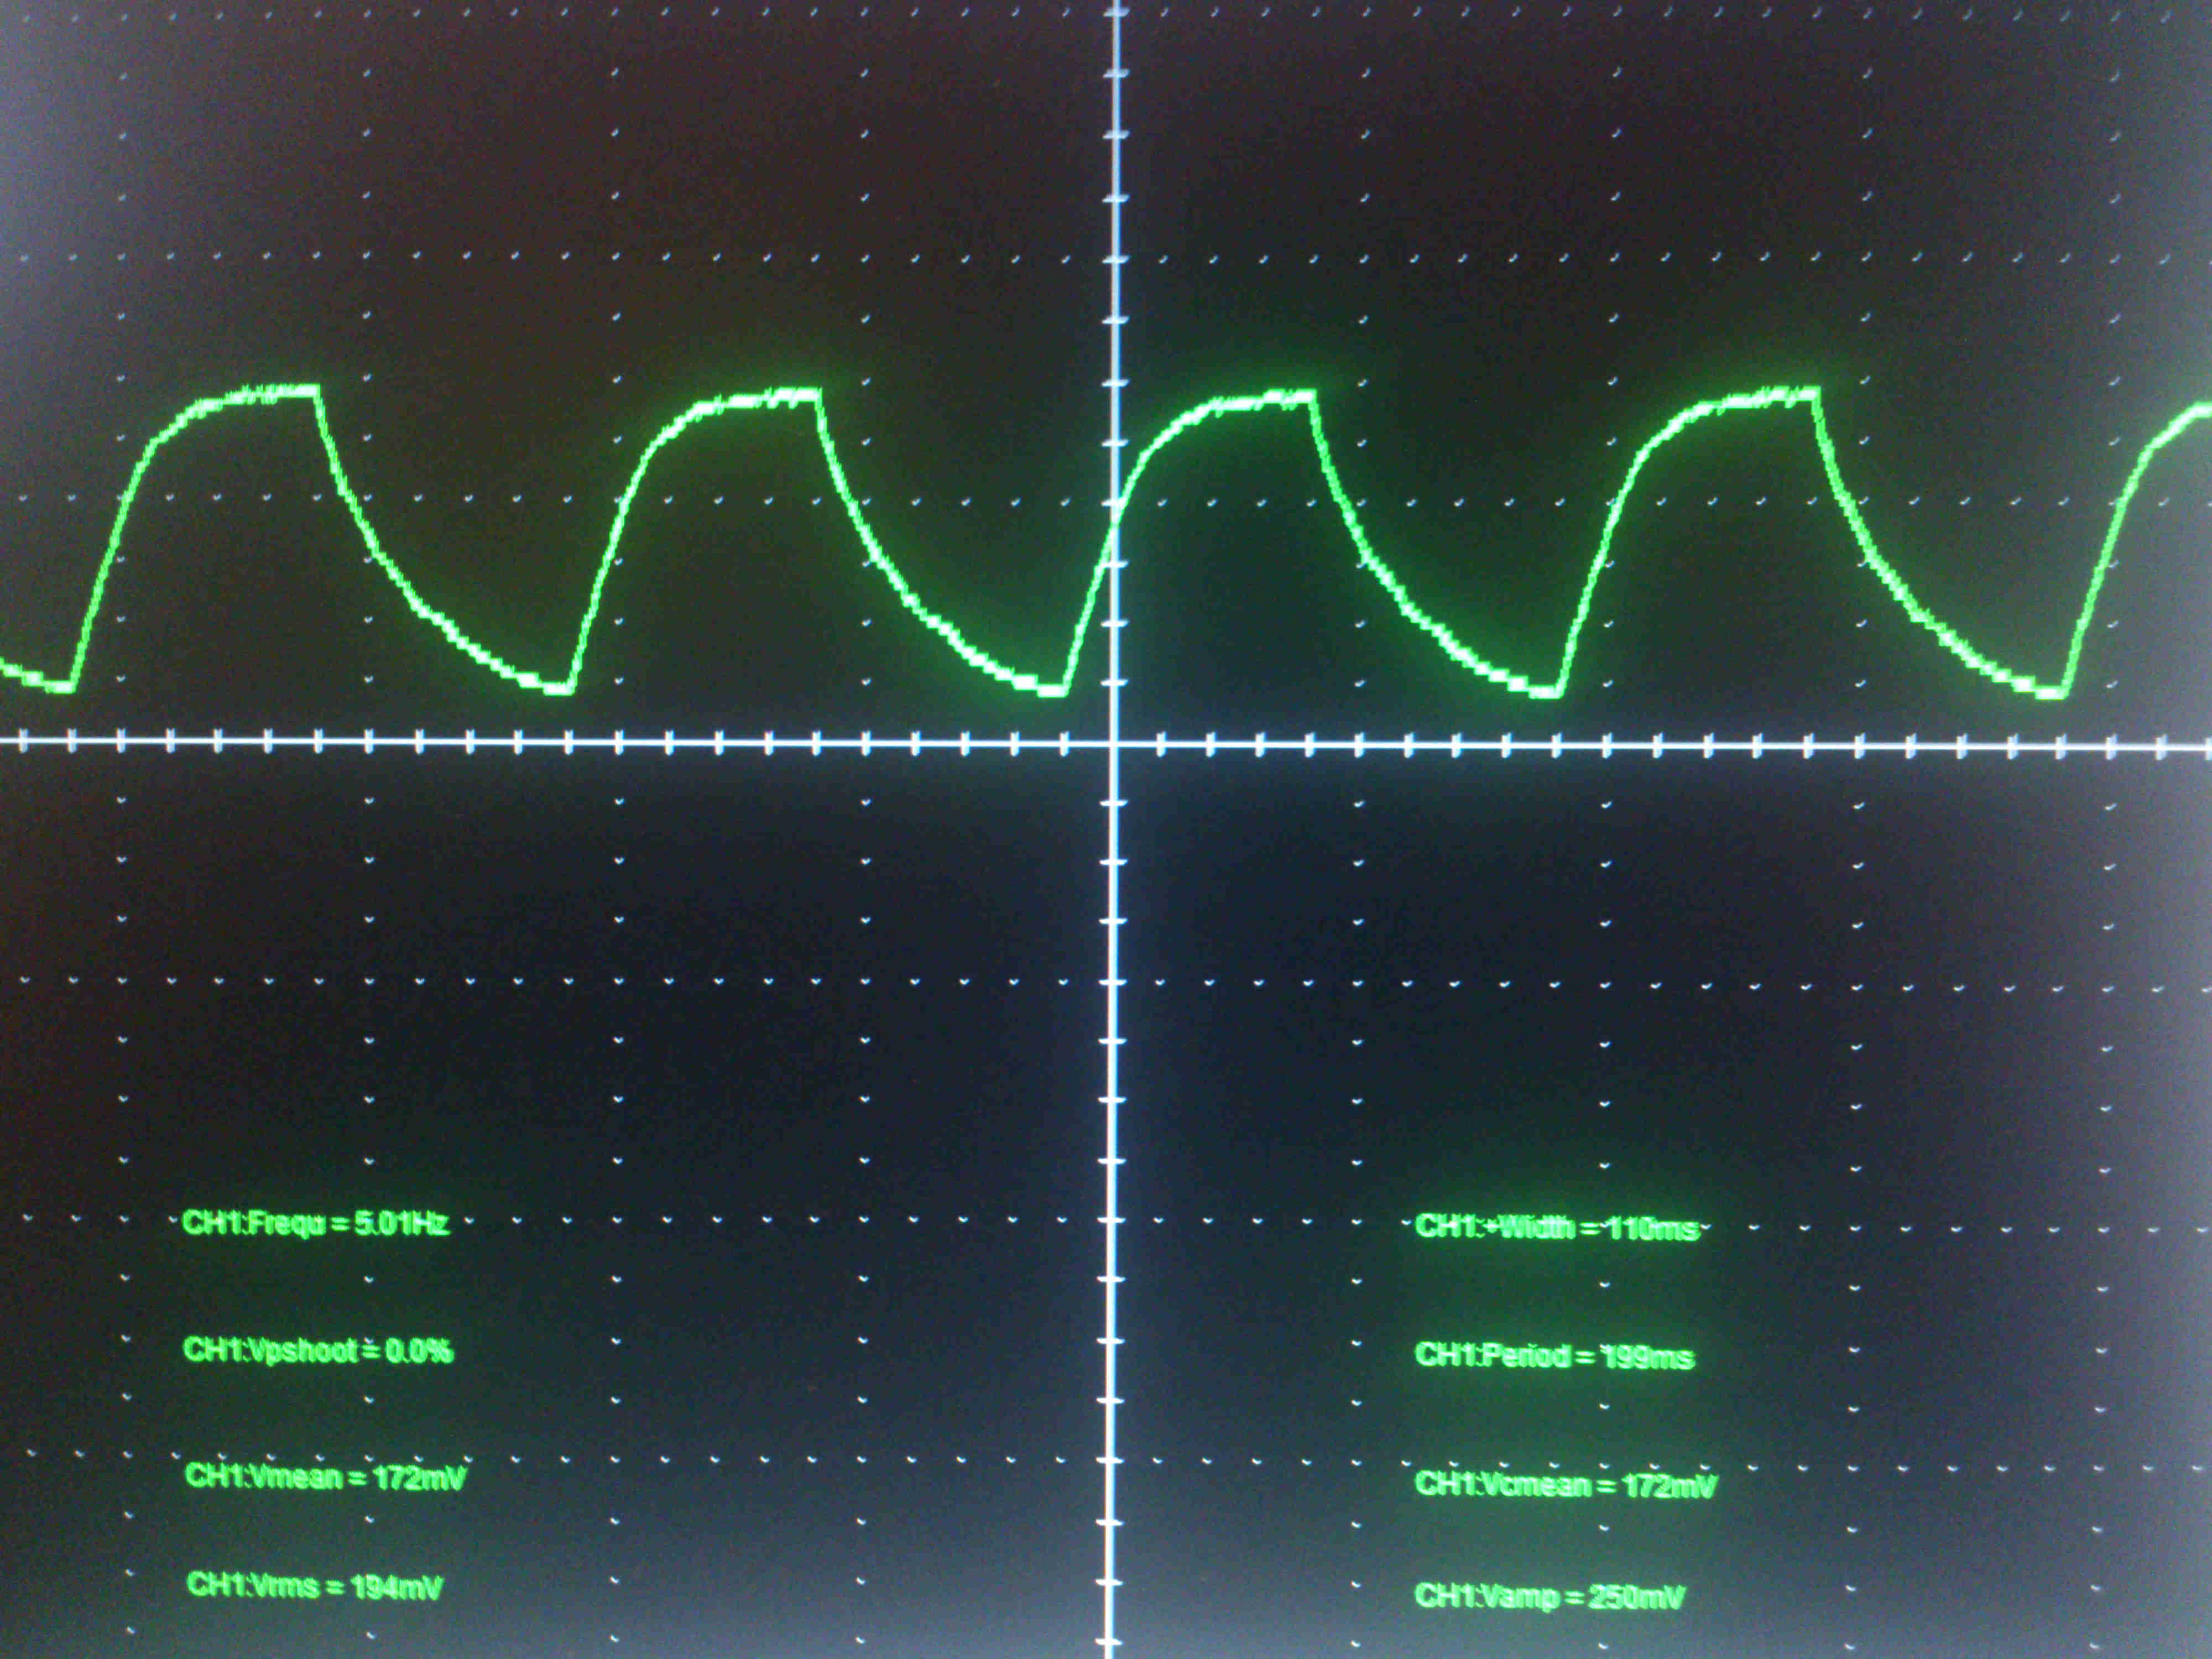 CH1:Frequ = 5.01Hz
CH1:+Width = 110ms
CH1:Vpshoot = 0.0%
CH1:Period = 199ms
CH1:Vmean = 172mV
CH1:Vcmean = 172mV
CH1:Vrms = 194mV
CH1:Vamp = 250mV